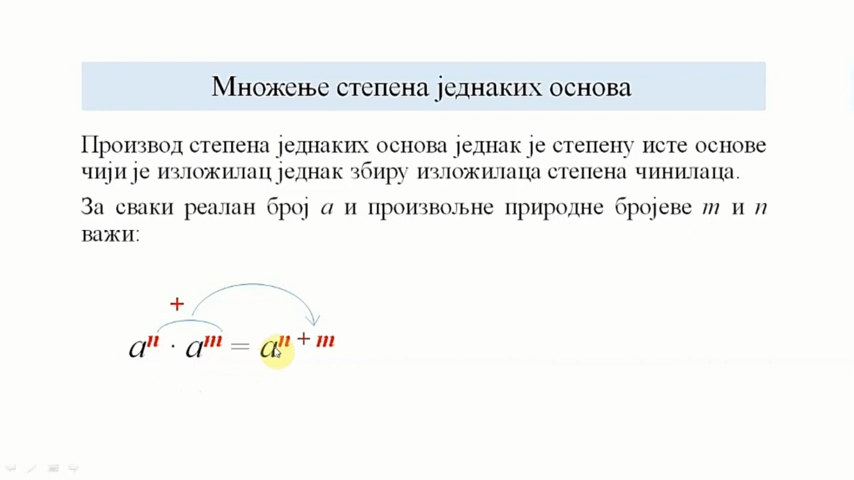 Множење степена једнаких основа
Производ степена једнаких основа једнак је степену исте основе
чији је изложилац једнак збиру изложилаца степена чинилаца.
За сваки реалан број a и произвољне природне бројеве m и n
важи:
+
aⁿ · aᵐ = aⁿ ⁺ ᵐ